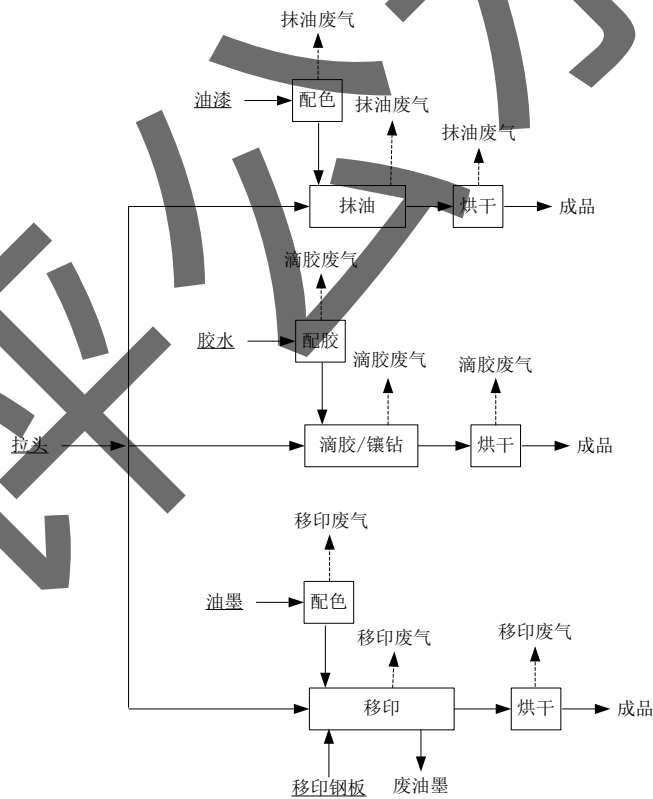 抹油废气
油漆
配色
抹油废气
抹油废气
抹油
烘干
成品
滴胶废气
胶水
配胶
滴胶废气
滴胶废气
拉头
滴胶/镶钻
烘干
成品
移印废气
油墨
配色
移印废气
移印废气
移印
烘干
成品
移印钢板
废油墨